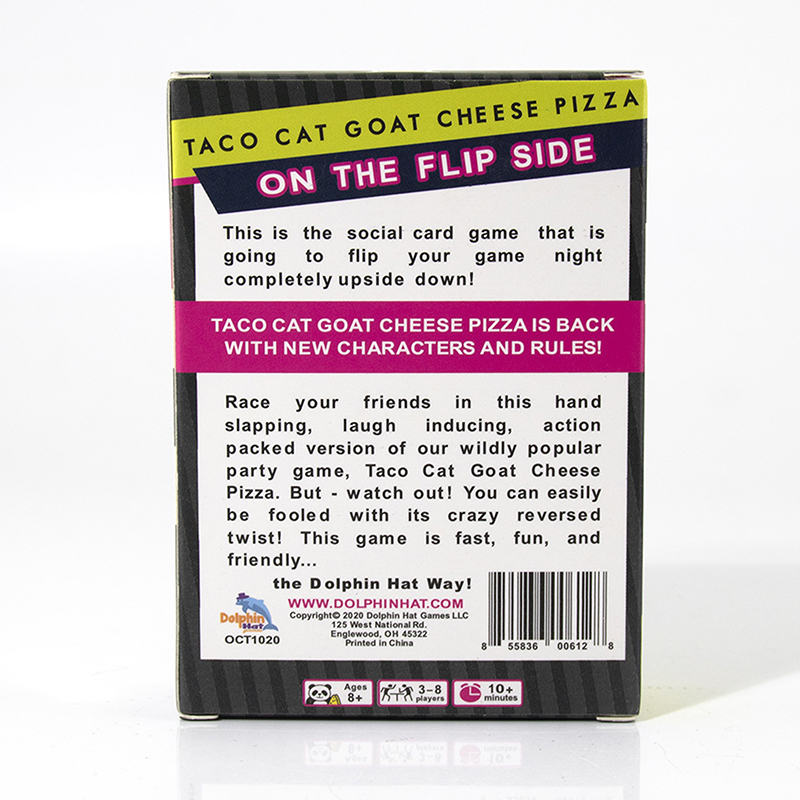 TACO CAT GOAT CHEESE PIZZA
ON THE FLIP SIDE
This is the social card game that is
going to flip your game night
completely upside down!
TACO CAT GOAT CHEESE PIZZA IS BACK
WITH NEW CHARACTERS AND RULES!
Race your friends in this hand
slapping, laugh inducing, action
packed version of our wildly popular
party game, Taco Cat Goat Cheese
Pizza. But - watch out! You can easily
be fooled with its crazy reversed
twist! This game is fast, fun, and
friendly...
the Dolphin Hat Way!
WWW.DOLPHINHAT.COM
Copyright© 2020 Dolphin Hat Games LLC
125 West National Rd.
Englewood, OH 45322
Printed in China
Dolphin
Hat
OCT1020
8 55836 00612 8
Ages
8+
3–8
players
10+
minutes